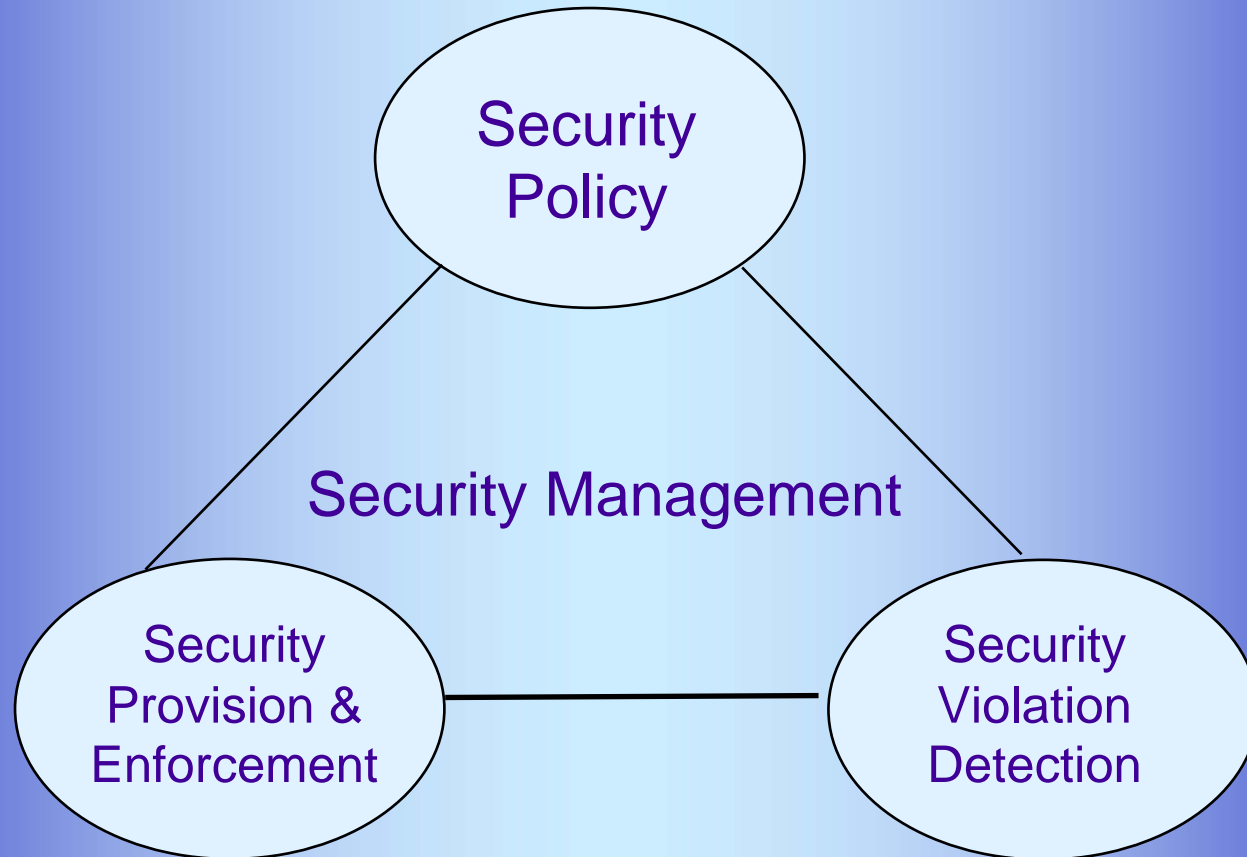 Security
Policy
Security Management
Security
Provision &
Enforcement
Security
Violation
Detection